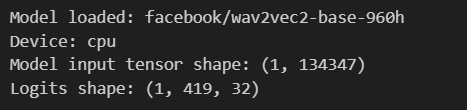 Model loaded: facebook/wav2vec2-base-960h
Device: cpu
Model input tensor shape: (1, 134347)
Logits shape: (1, 419, 32)